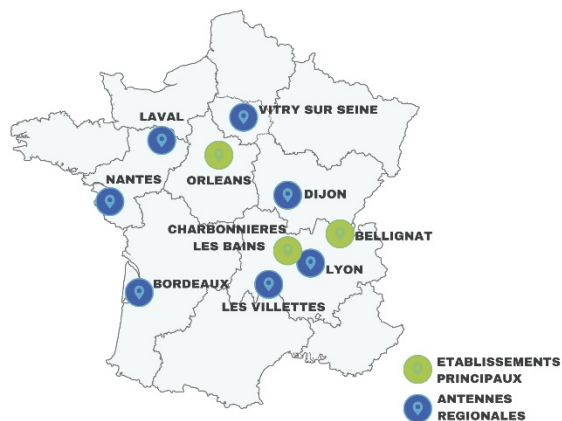 VITRY SUR SEINE
LAVAL
NANTES
ORLEANS
DIJON
CHARBONNIERES
LES BAINS
BELLIGNAT
LYON
BORDEAUX
LES VILLETTES
ETABLISSEMENTS
PRINCIPAUX
ANTENNES
REGIONALES